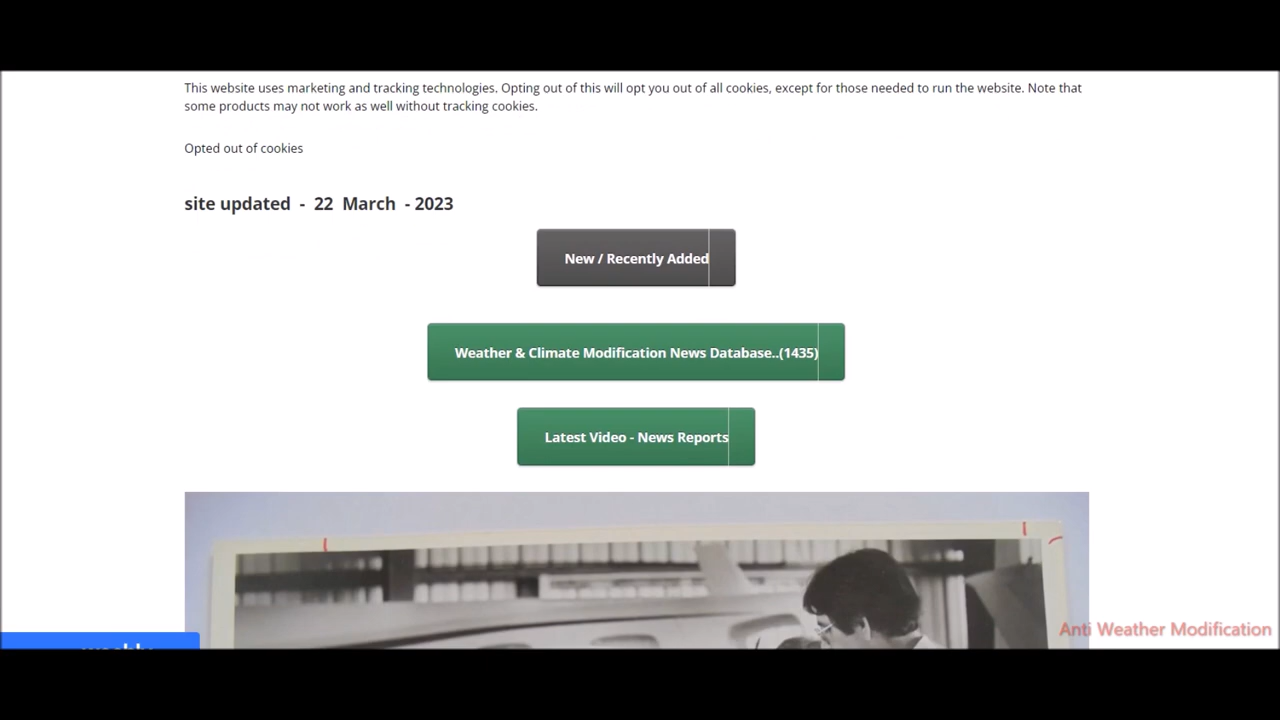 This website uses marketing and tracking technologies. Opting out of this will opt you out of all cookies, except for those needed to run the website. Note that
some products may not work as well without tracking cookies.
Opted out of cookies
site updated - 22 March - 2023
New / Recently Added
Weather & Climate Modification News Database..(1435)
Latest Video - News Reports
Anti Weather Modification